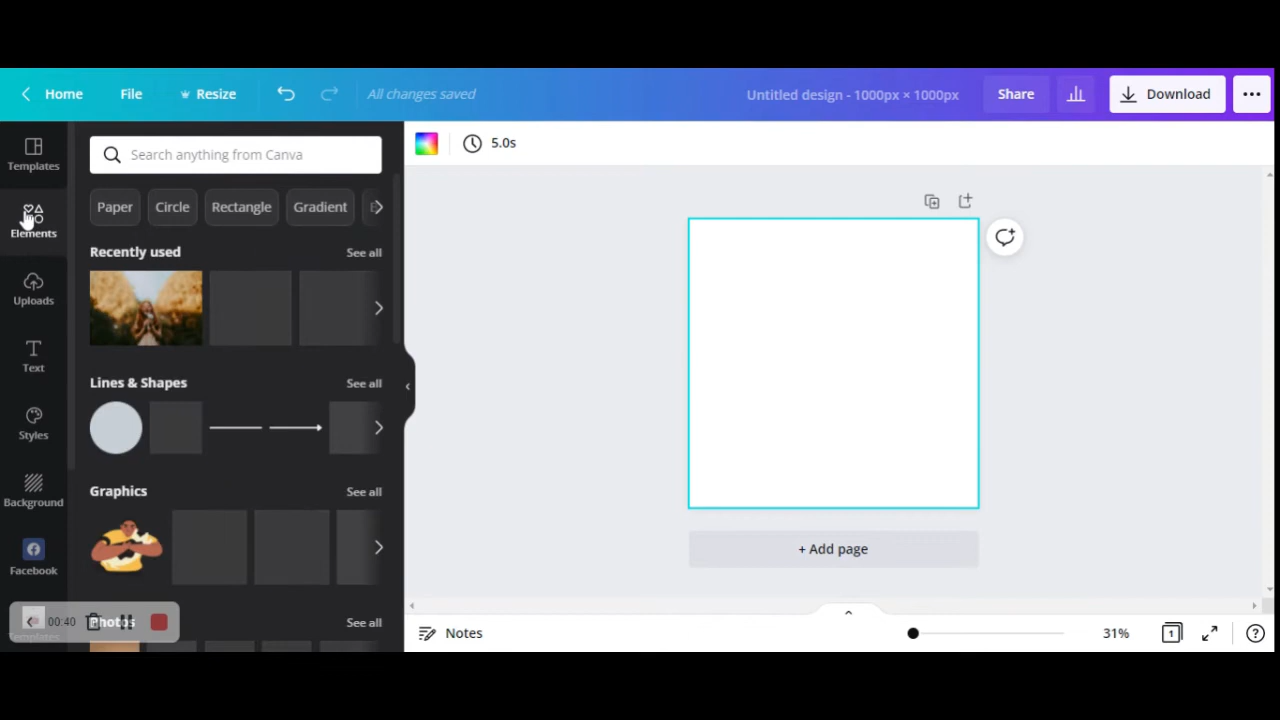 Home File Resize All changes saved Untitled design - 1000px × 1000px Share Download
Templates
Search anything from Canva
5.0s
Paper Circle Rectangle Gradient
Elements
Recently used See all
Uploads
Text
Lines & Shapes See all
Styles
Graphics See all
Background
+ Add page
Facebook
00:40
Photos See all
Templates
Notes 31% 1